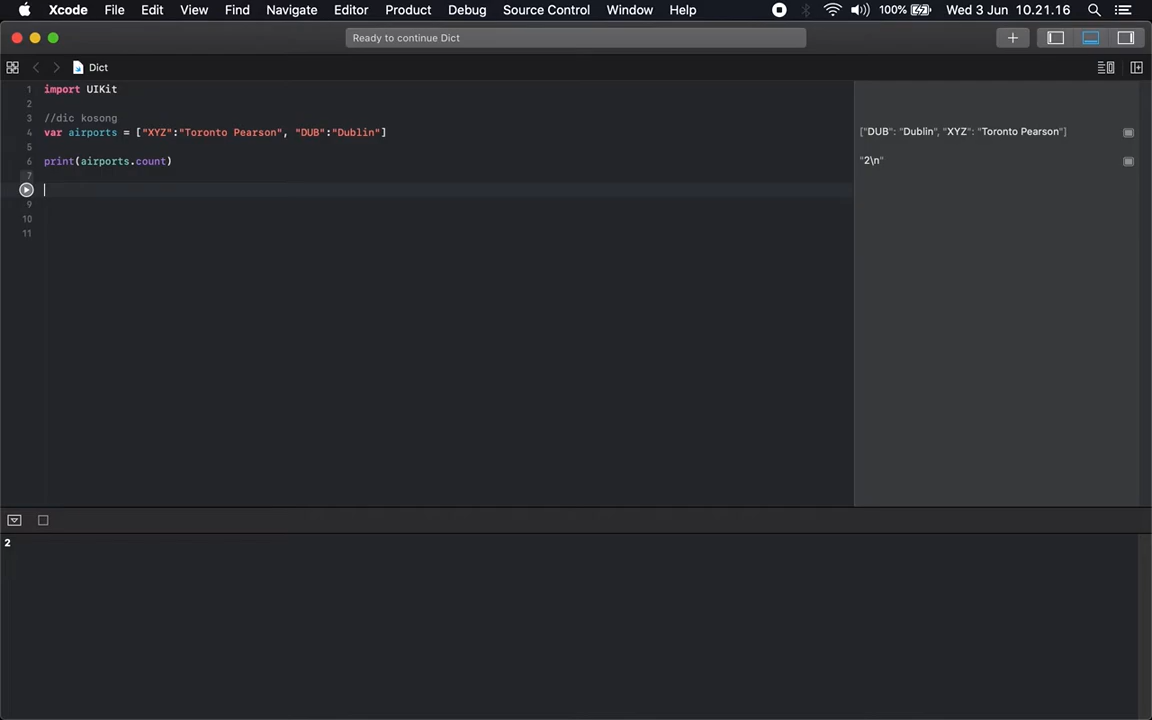 Xcode File Edit View Find Navigate Editor Product Debug Source Control Window Help 100% Wed 3 Jun 10.21.16
Ready to continue Dict
Dict
1 import UIKit
2
3 //dic kosong
4 var airports = ["XYZ":"Toronto Pearson", "DUB":"Dublin"] ["DUB": "Dublin", "XYZ": "Toronto Pearson"]
5
6 print(airports.count) "2\n"
7
9
10
11
2